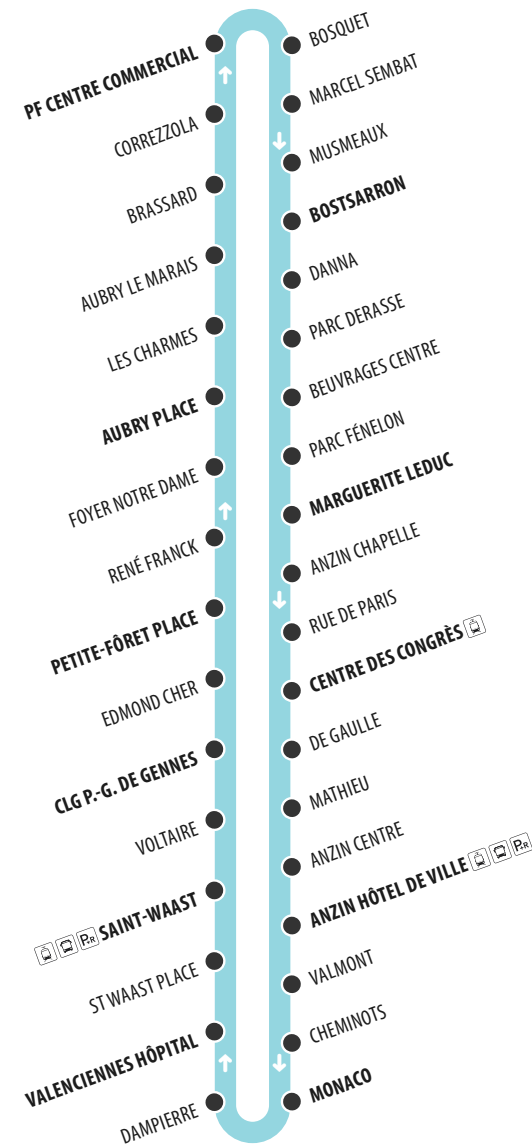 PF CENTRE COMMERCIAL
CORREZZOLA
BRASSARD
AUBRY LE MARAIS
LES CHARMES
AUBRY PLACE
FOYER NOTRE DAME
RENÉ FRANCK
PETITE-FÔRET PLACE
EDMOND CHER
CLG P.-G. DE GENNES
VOLTAIRE
P+R SAINT-WAAST
ST WAAST PLACE
VALENCIENNES HÔPITAL
DAMPIERRE
BOSQUET
MARCEL SEMBAT
MUSMEAUX
BOSTSARRON
DANNA
PARC DERASSE
BEUVRAGES CENTRE
PARC FÉNELON
MARGUERITE LEDUC
ANZIN CHAPELLE
RUE DE PARIS
CENTRE DES CONGRÈS
DE GAULLE
MATHIEU
ANZIN CENTRE
ANZIN HÔTEL DE VILLE P+R
VALMONT
CHEMINOTS
MONACO